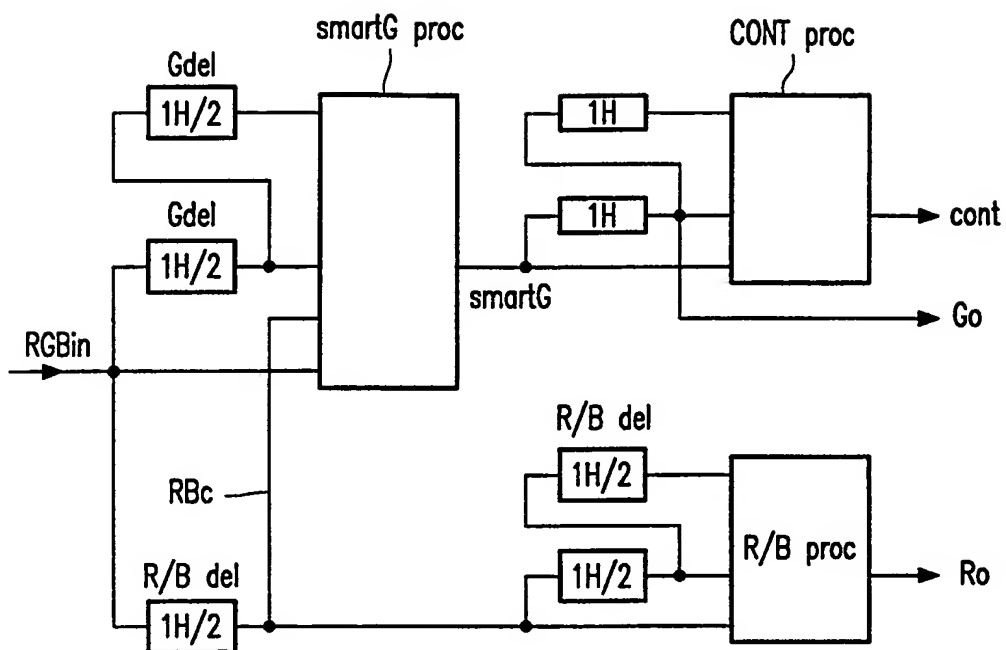 smartG proc
CONT proc
Gdel
1H/2
1H
Gdel
1H/2
1H
cont
smartG
Go
RGBin
R/B del
1H/2
RBc
R/B proc
R/B del
1H/2
Ro
1H/2